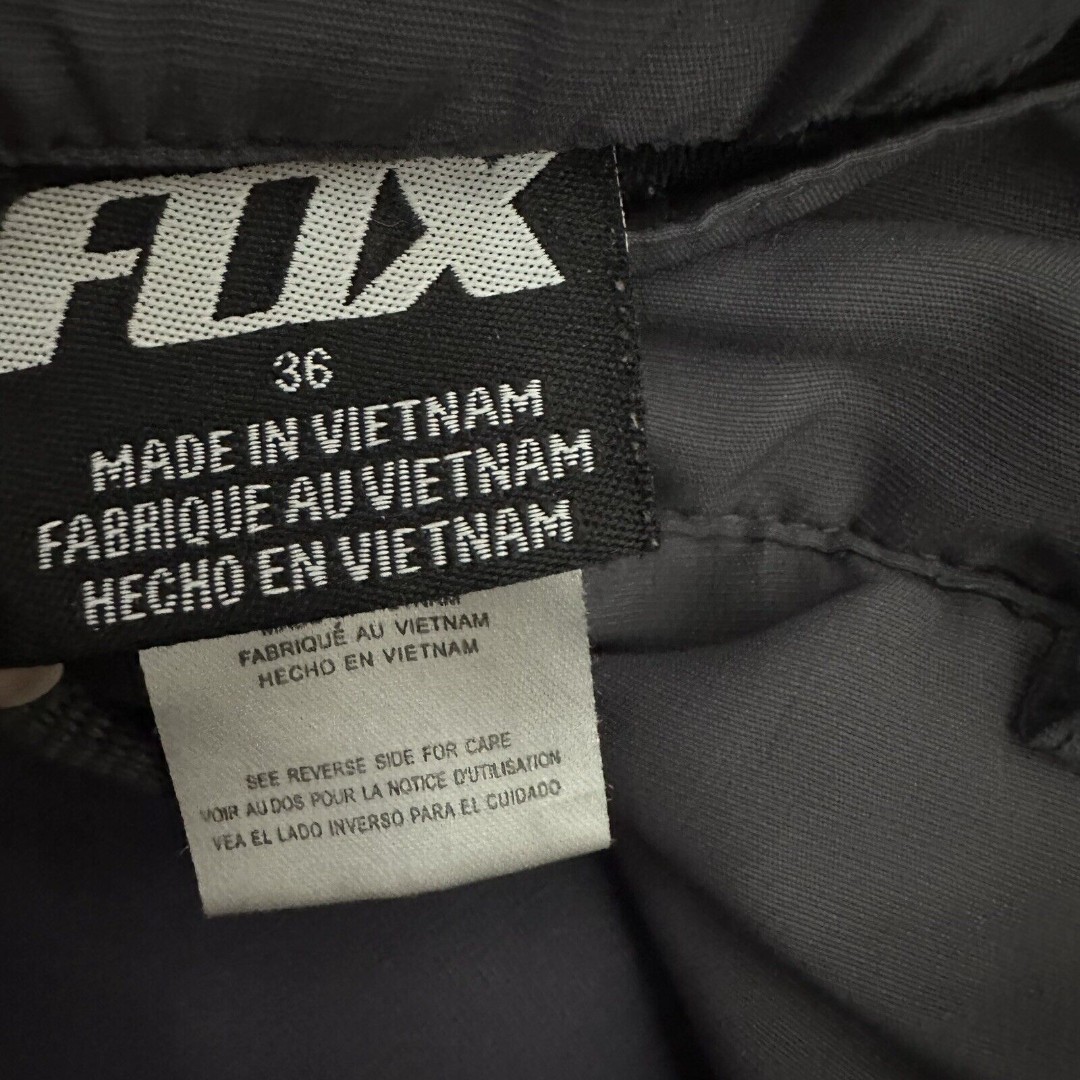 FOX
36
MADE IN VIETNAM
FABRIQUE AU VIETNAM
HECHO EN VIETNAM
FABRIQUÉ AU VIETNAM
HECHO EN VIETNAM
SEE REVERSE SIDE FOR CARE
VOIR AU DOS POUR LA NOTICE D'UTILISATION
VEA EL LADO INVERSO PARA EL CUIDADO